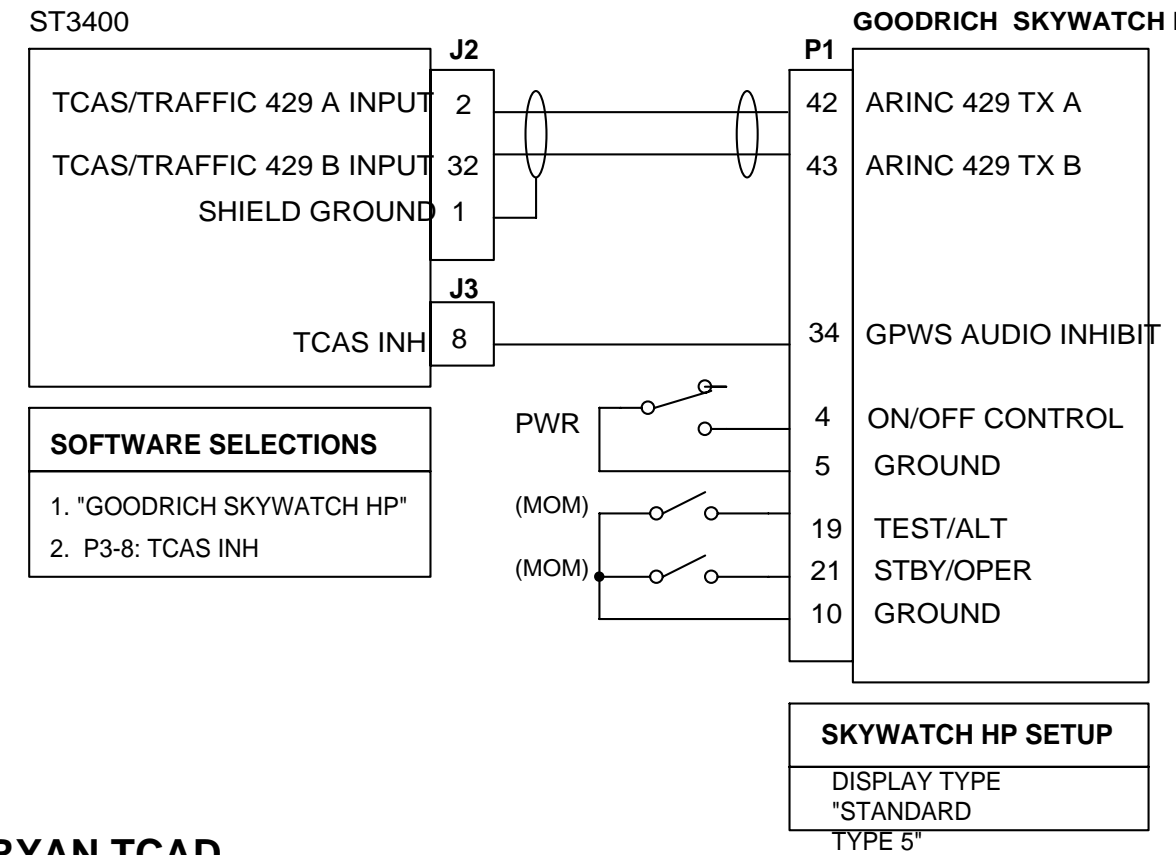 ST3400
GOODRICH SKYWATCH
J2
P1
TCAS/TRAFFIC 429 A INPUT 2
42 ARINC 429 TX A
TCAS/TRAFFIC 429 B INPUT 32
43 ARINC 429 TX B
SHIELD GROUND 1
J3
TCAS INH 8
34 GPWS AUDIO INHIBIT
PWR
4 ON/OFF CONTROL
5 GROUND
(MOM)
19 TEST/ALT
(MOM)
21 STBY/OPER
10 GROUND
SOFTWARE SELECTIONS
1. "GOODRICH SKYWATCH HP"
2. P3-8: TCAS INH
SKYWATCH HP SETUP
DISPLAY TYPE
"STANDARD
TYPE 5"
RYAN TCAD